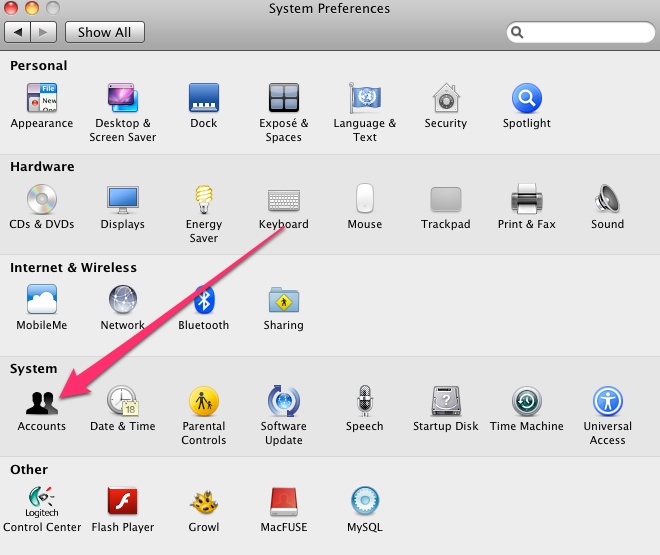 System Preferences
Show All
Personal
File
New
Appearance
Desktop &
Screen Saver
Dock
Exposé &
Spaces
Language &
Text
Security
Spotlight
Hardware
CDs & DVDs
Displays
Energy
Saver
Keyboard
Mouse
Trackpad
Print & Fax
Sound
Internet & Wireless
MobileMe
Network
Bluetooth
Sharing
System
18
?
Accounts
Date & Time
Parental
Controls
Software
Update
Speech
Startup Disk
Time Machine
Universal
Access
Other
Logitech
Control Center
Flash Player
Growl
MacFUSE
MySQL